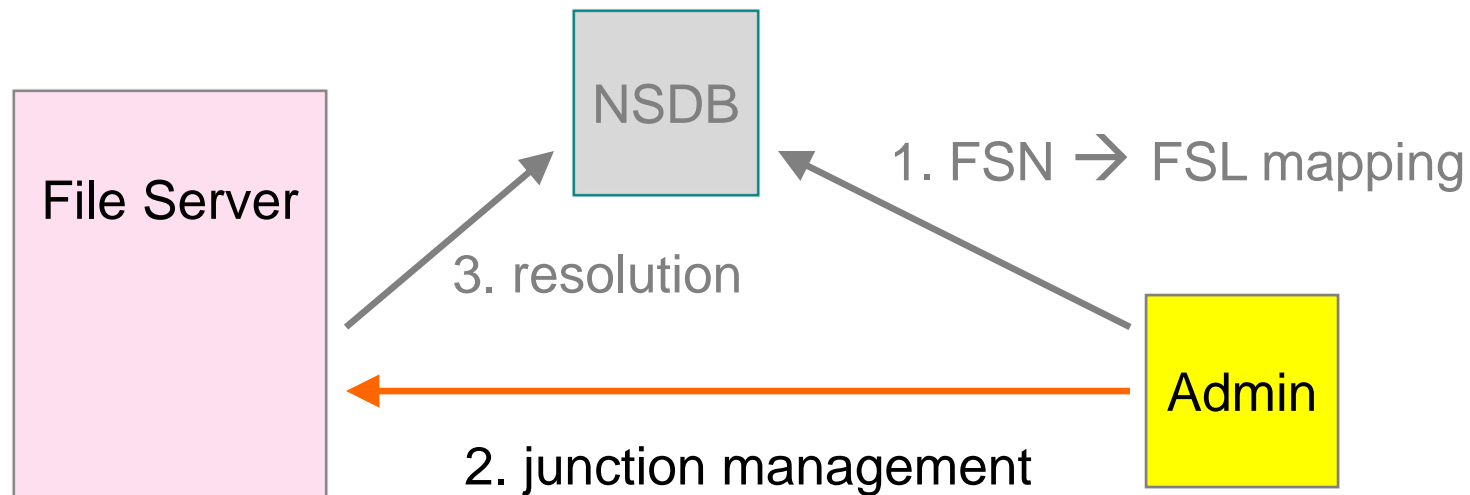 NSDB
1. FSN → FSL mapping
File Server
3. resolution
Admin
2. junction management